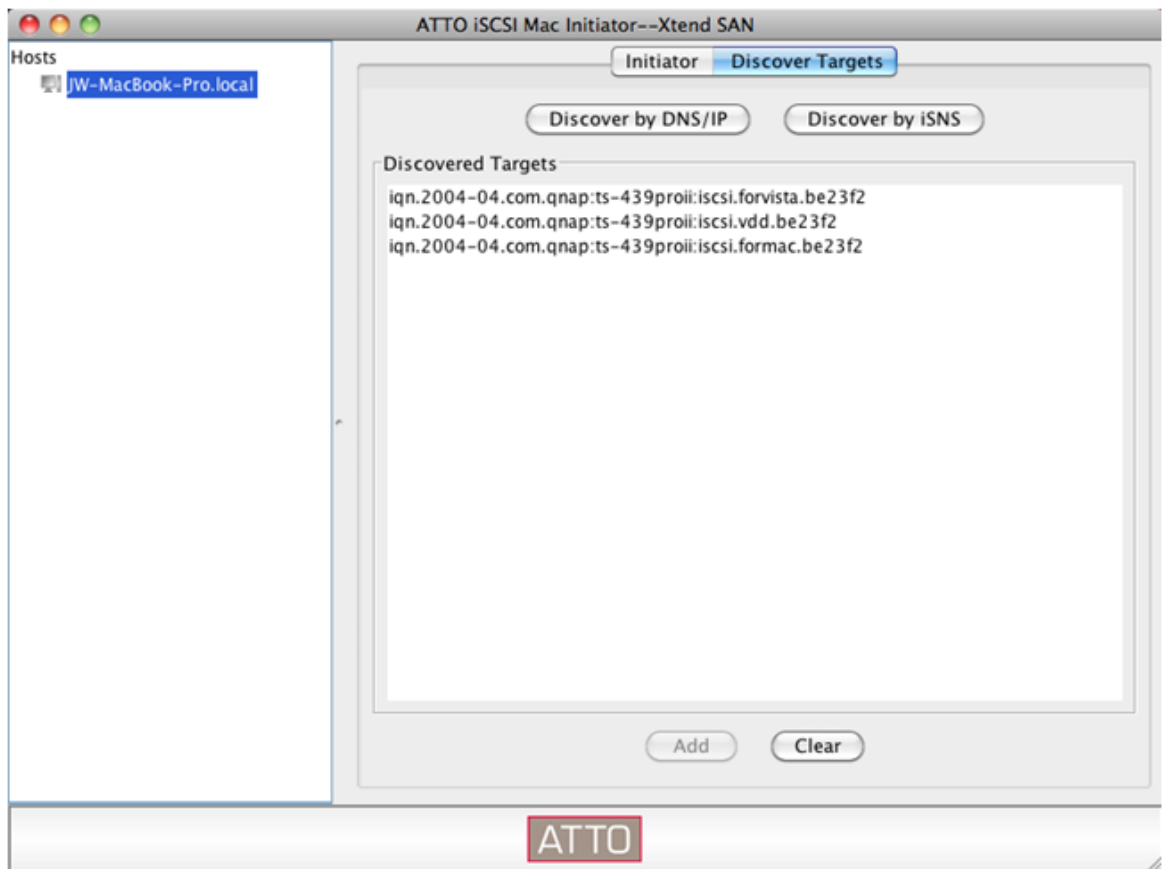 ATTO iSCSI Mac Initiator--Xtend SAN
Hosts
JW-MacBook-Pro.local
Initiator Discover Targets
Discover by DNS/IP Discover by iSNS
Discovered Targets
iqn.2004-04.com.qnap:ts-439proii:iscsi.forvista.be23f2
iqn.2004-04.com.qnap:ts-439proii:iscsi.vdd.be23f2
iqn.2004-04.com.qnap:ts-439proii:iscsi.formac.be23f2
Add Clear
ATTO